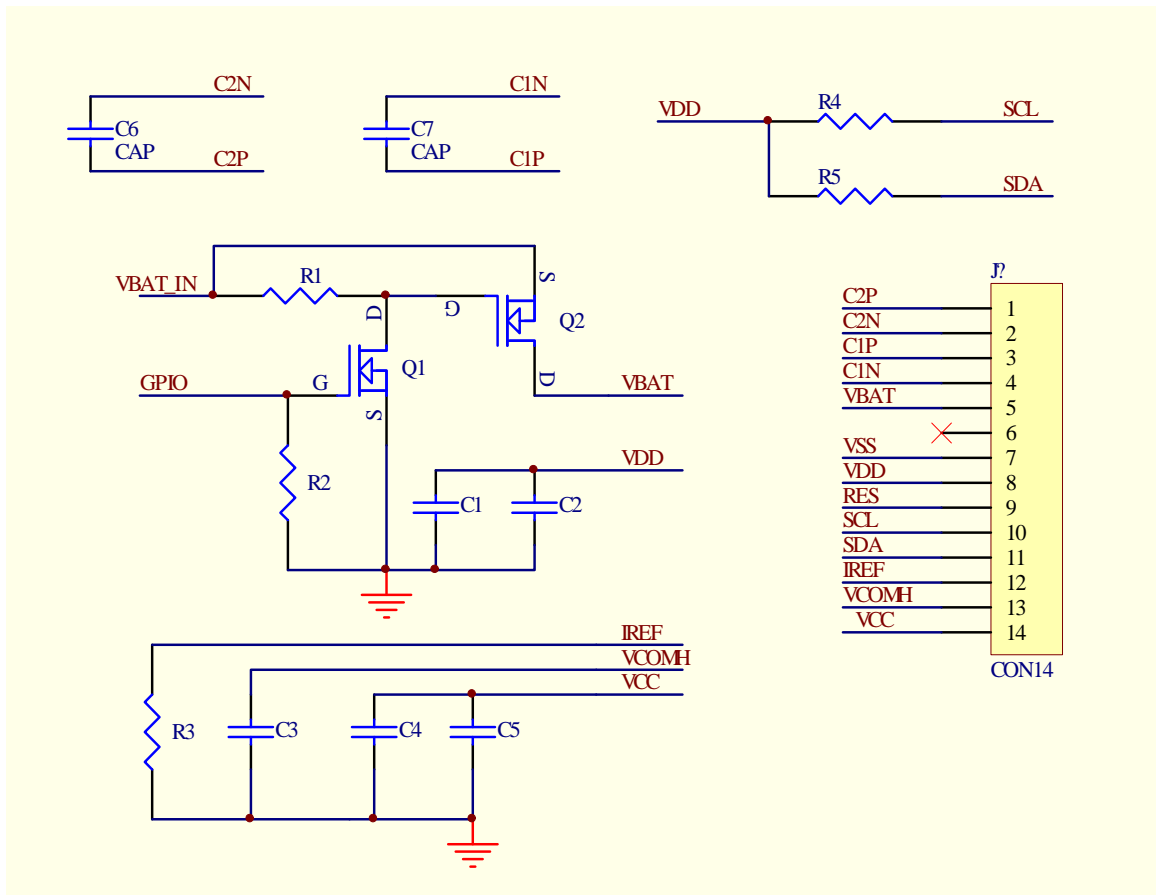 C2N
C6
CAP
C2P
C1N
C7
CAP
C1P
VDD
R4
SCL
R5
SDA
VBAT_IN
R1
S
D
G
Q2
GPIO
G
Q1
S
D
VBAT
R2
VDD
C1
C2
IREF
VCOMH
VCC
R3
C3
C4
C5
J?
C2P 1
C2N 2
C1P 3
C1N 4
VBAT 5
6
VSS 7
VDD 8
RES 9
SCL 10
SDA 11
IREF 12
VCOMH 13
VCC 14
CON14